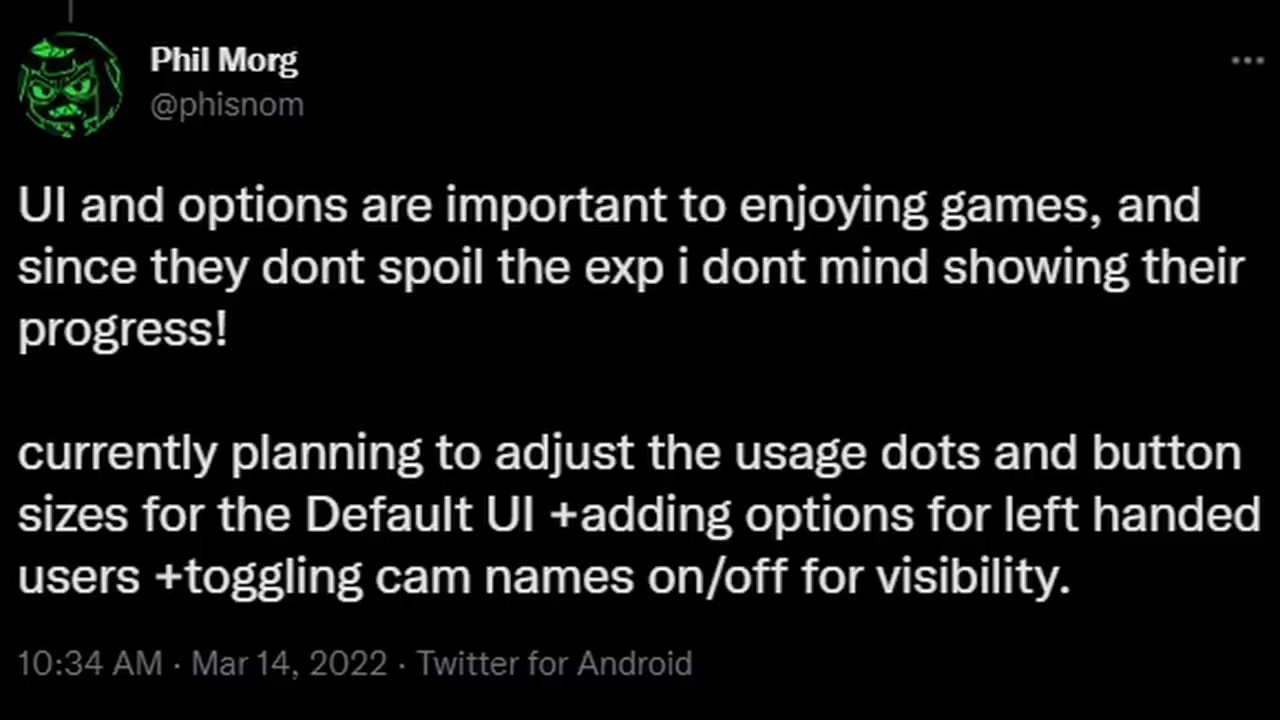 Phil Morg
@phisnom
UI and options are important to enjoying games, and
since they dont spoil the exp i dont mind showing their
progress!
currently planning to adjust the usage dots and button
sizes for the Default UI +adding options for left handed
users +toggling cam names on/off for visibility.
10:34 AM · Mar 14, 2022 · Twitter for Android